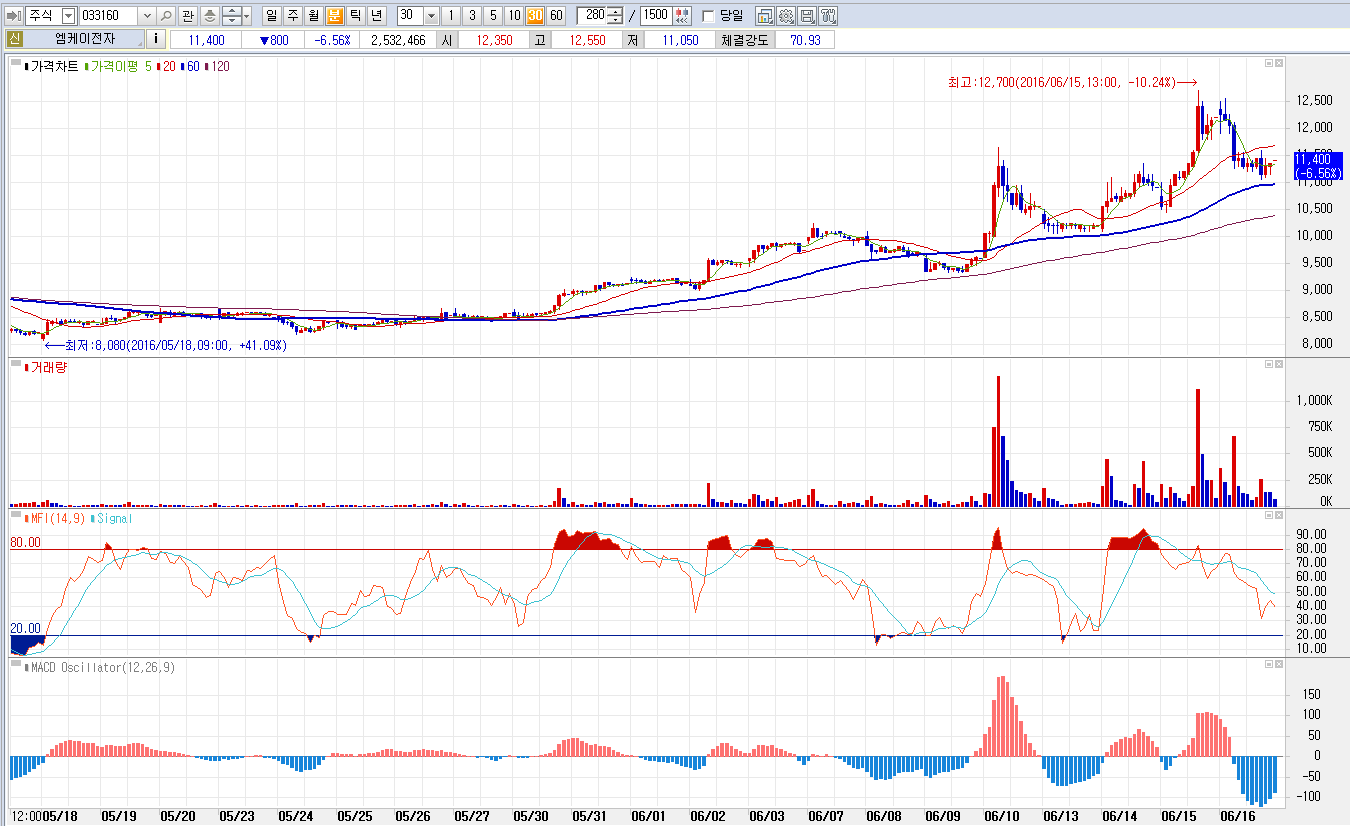 주식 033160 관 일 주 월 분 틱 년 30 1 3 5 10 30 60 280 / 1500 당일
신 엠케이전자 i 11,400 ▼800 -6.56% 2,532,466 시 12,350 고 12,550 저 11,050 체결강도 70.93
가격차트 가격이평 5 20 60 120
최고:12,700(2016/06/15,13:00, -10.24%)
12,500
12,000
11,400
(-6.56%)
11,000
10,500
10,000
9,500
9,000
8,500
8,000
최저:8,080(2016/05/18,09:00, +41.09%)
거래량
1,000K
750K
500K
250K
0K
MFI(14,9) Signal
80.00
20.00
90.00
80.00
70.00
60.00
50.00
40.00
30.00
20.00
10.00
MACD Oscillator(12,26,9)
150
100
50
0
-50
-100
12:00 05/18 05/19 05/20 05/23 05/24 05/25 05/26 05/27 05/30 05/31 06/01 06/02 06/03 06/07 06/08 06/09 06/10 06/13 06/14 06/15 06/16